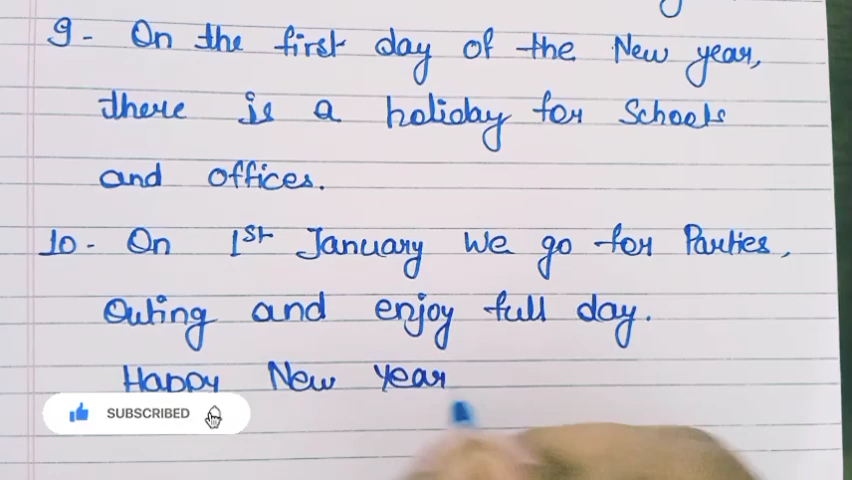 9- On the first day of the New year,
there is a holiday for Schools
and offices.
10- On 1st January We go for Parties,
Outing and enjoy full day.
Happy New Year
SUBSCRIBED